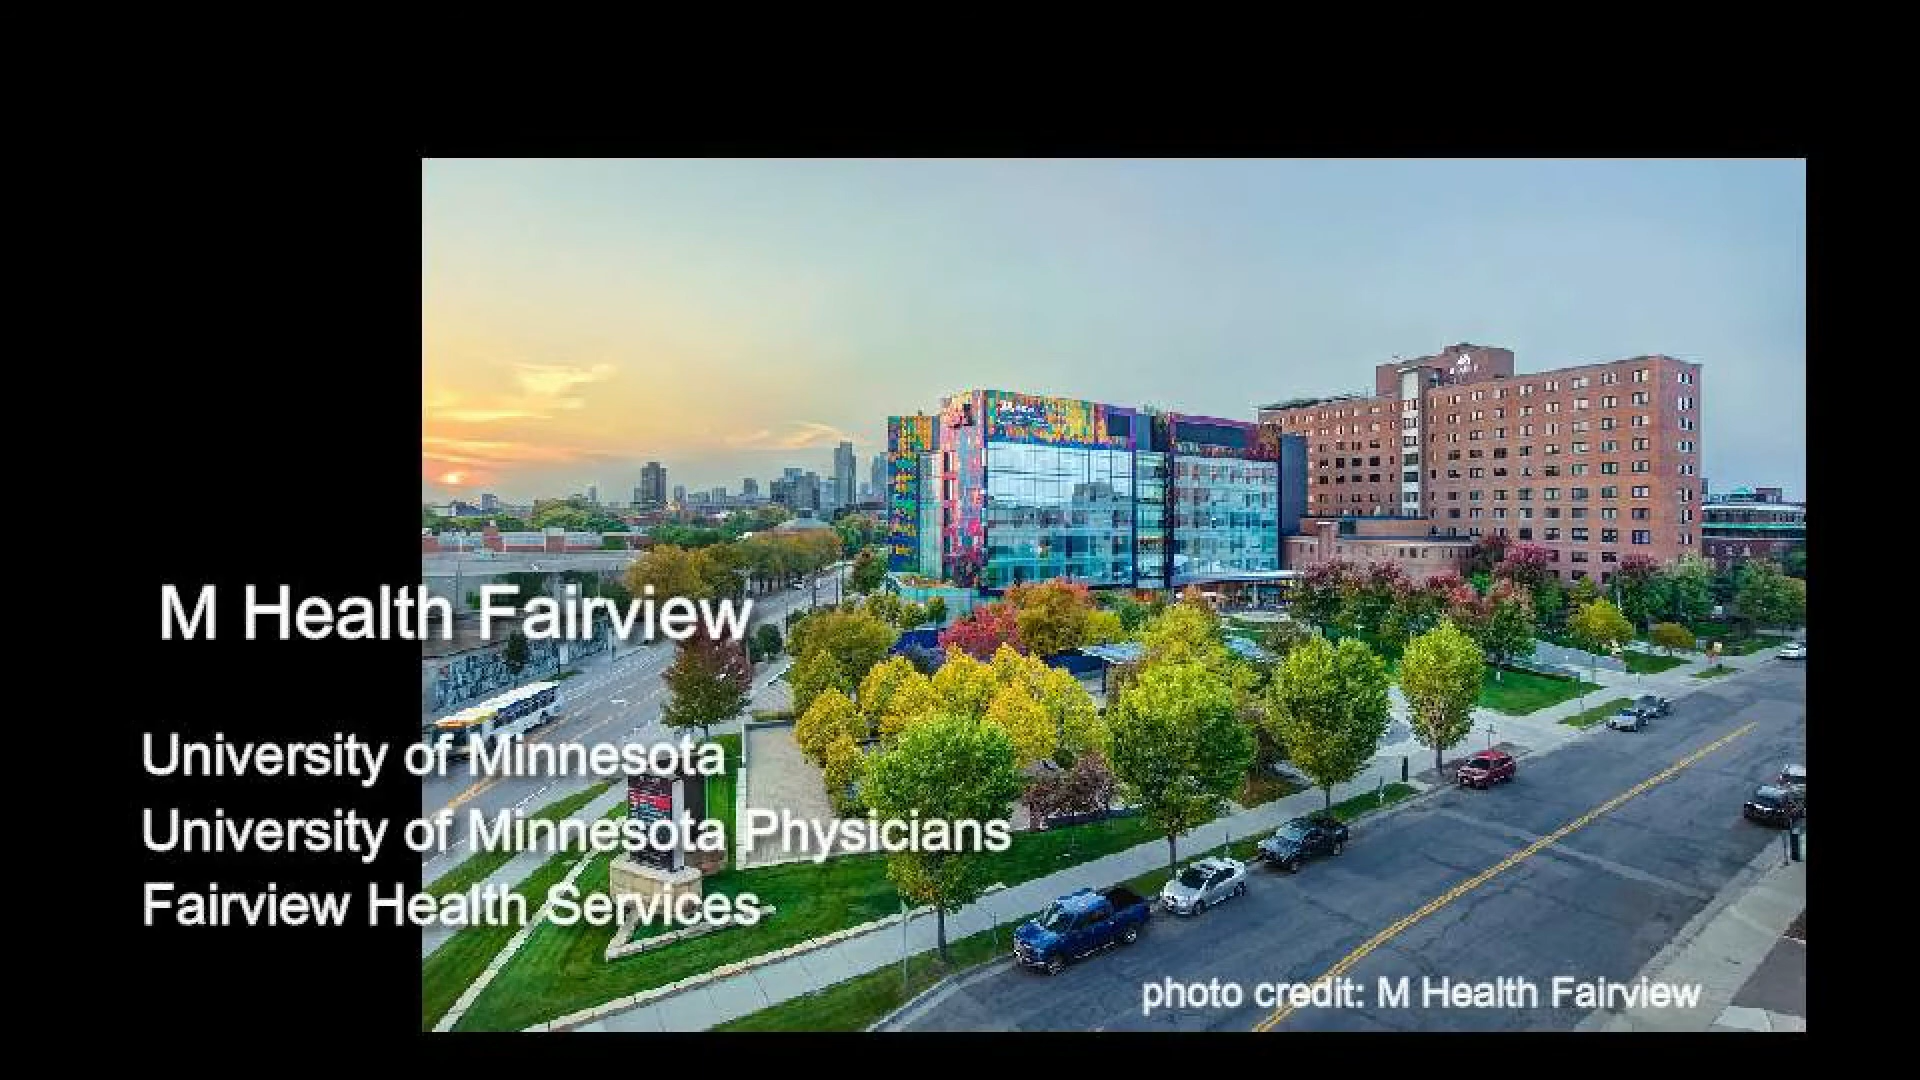 M Health Fairview
University of Minnesota
University of Minnesota Physicians
Fairview Health Services
photo credit: M Health Fairview